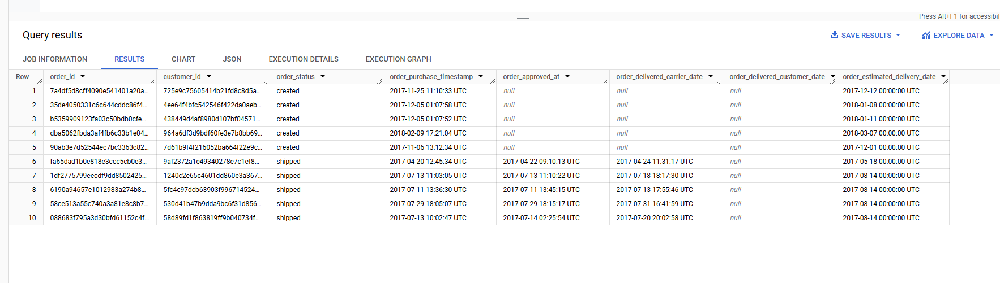 Press Alt+F1 for accessibil
Query results SAVE RESULTS EXPLORE DATA
JOB INFORMATION RESULTS CHART JSON EXECUTION DETAILS EXECUTION GRAPH
Row order_id customer_id order_status order_purchase_timestamp order_approved_at order_delivered_carrier_date order_delivered_customer_date order_estimated_delivery_date
1 7a4df5d8cff4090e541401a20a... 725e9c75605414b21fd8c8d5a... created 2017-11-25 11:10:33 UTC null null null 2017-12-12 00:00:00 UTC
2 35de4050331c6c644cddc86f4... 4ee64f4bfc542546f422da0aeb... created 2017-12-05 01:07:58 UTC null null null 2018-01-08 00:00:00 UTC
3 b5359909123fa03c50bdb0cfe... 438449d4af8980d107bf04571... created 2017-12-05 01:07:52 UTC null null null 2018-01-11 00:00:00 UTC
4 dba5062fbda3af4fb6c33b1e04... 964a6df3d9bdf60fe3e7b8bb69... created 2018-02-09 17:21:04 UTC null null null 2018-03-07 00:00:00 UTC
5 90ab3e7d52544ec7bc3363c82... 7d61b9f4f216052ba664f22e9c... created 2017-11-06 13:12:34 UTC null null null 2017-12-01 00:00:00 UTC
6 fa65dad1b0e818e3ccc5cb0e3... 9af2372a1e49340278e7c1ef8... shipped 2017-04-20 12:45:34 UTC 2017-04-22 09:10:13 UTC 2017-04-24 11:31:17 UTC null 2017-05-18 00:00:00 UTC
7 1df2775799eecdf9dd8502425... 1240c2e65c4601dd860e3a367... shipped 2017-07-13 11:03:05 UTC 2017-07-13 11:10:22 UTC 2017-07-18 18:17:30 UTC null 2017-08-14 00:00:00 UTC
8 6190a94657e1012983a274b8... 5fc4c97dcb63903f996714524... shipped 2017-07-11 13:36:30 UTC 2017-07-11 13:45:15 UTC 2017-07-13 17:55:46 UTC null 2017-08-14 00:00:00 UTC
9 58ce513a55c740a3a81e8c8b7... 530d41b47b9dda9bc6f31d856... shipped 2017-07-29 18:05:07 UTC 2017-07-29 18:15:17 UTC 2017-07-31 16:41:59 UTC null 2017-08-14 00:00:00 UTC
10 088683f795a3d30bfd61152c4f... 58d89fd1f863819ff9b040734f... shipped 2017-07-13 10:02:47 UTC 2017-07-14 02:25:54 UTC 2017-07-20 20:02:58 UTC null 2017-08-14 00:00:00 UTC